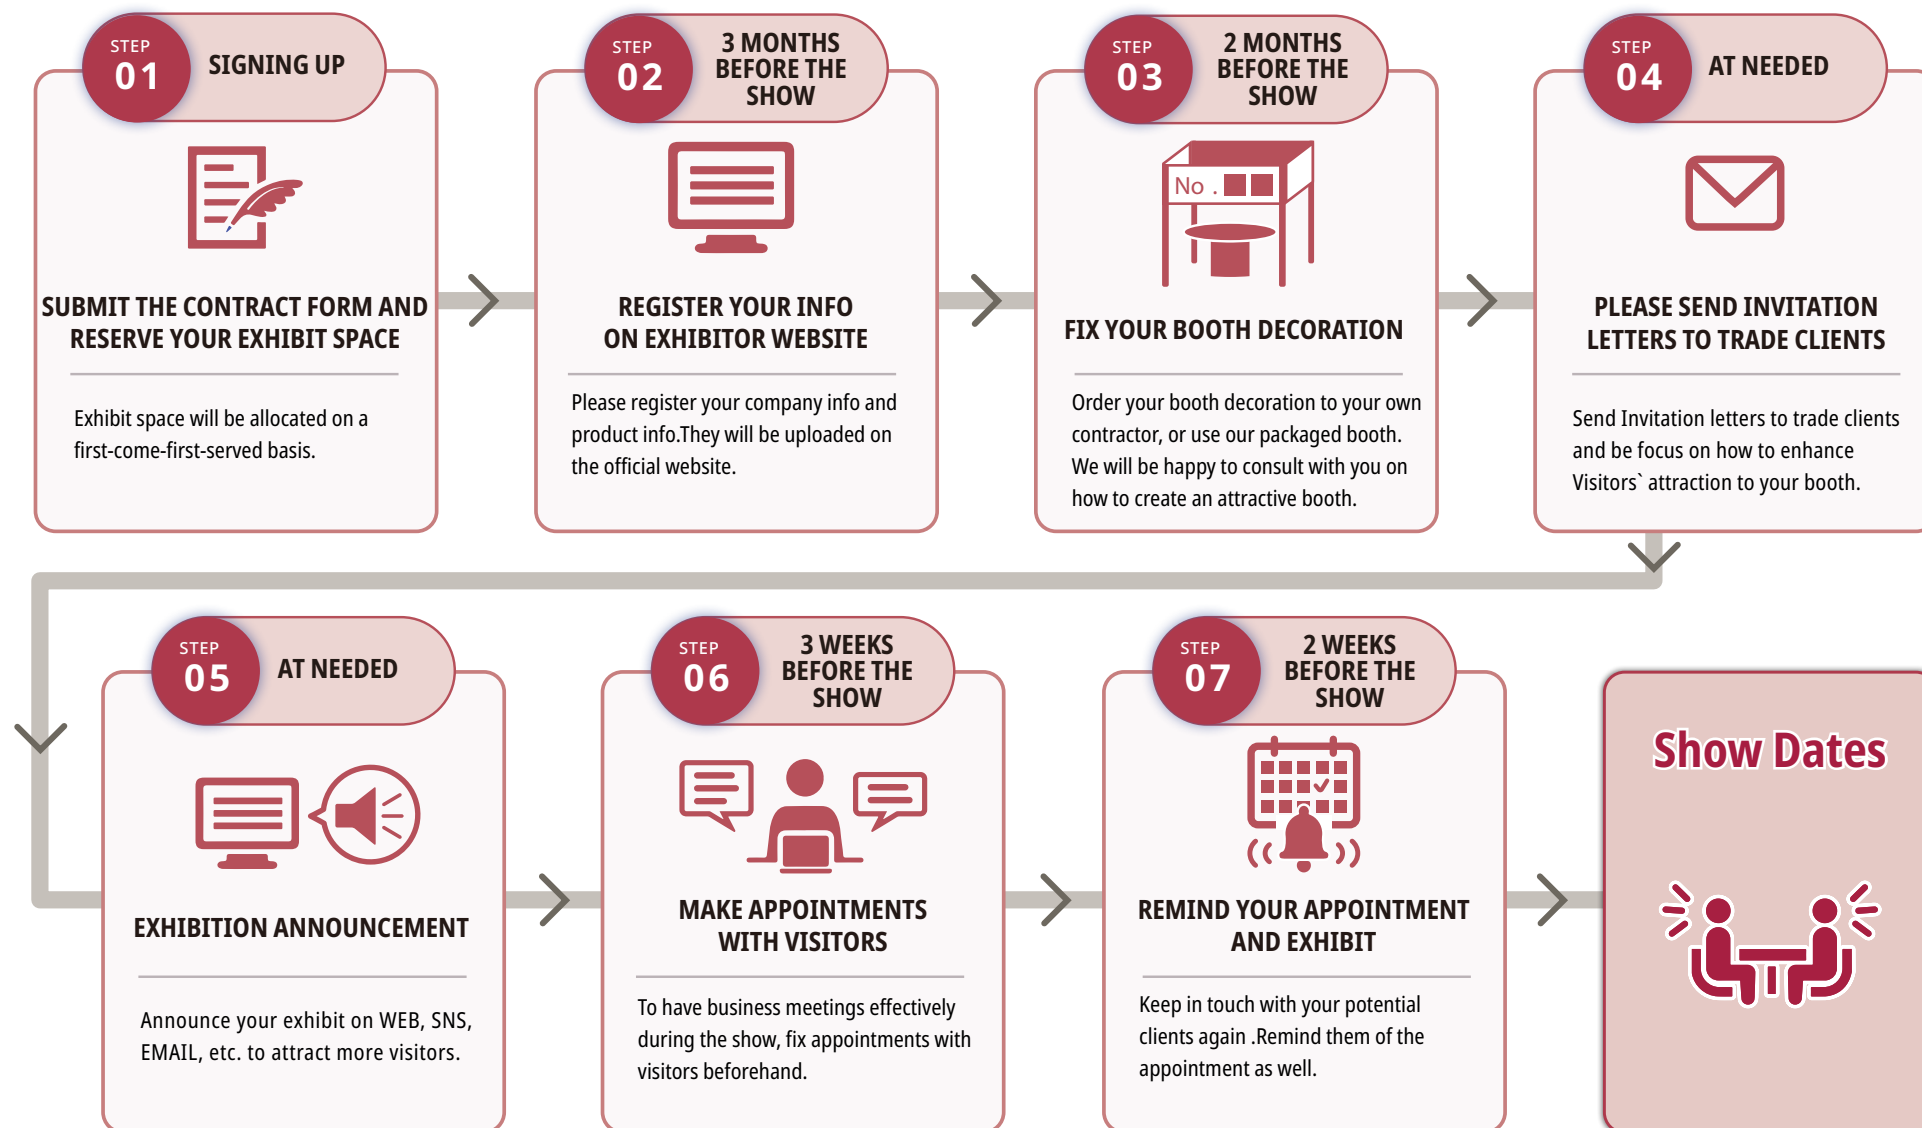 STEP
01
SIGNING UP
SUBMIT THE CONTRACT FORM AND
RESERVE YOUR EXHIBIT SPACE
Exhibit space will be allocated on a
first-come-first-served basis.
STEP
02
3 MONTHS
BEFORE THE
SHOW
REGISTER YOUR INFO
ON EXHIBITOR WEBSITE
Please register your company info and
product info.They will be uploaded on
the official website.
STEP
03
2 MONTHS
BEFORE THE
SHOW
No .
FIX YOUR BOOTH DECORATION
Order your booth decoration to your own
contractor, or use our packaged booth.
We will be happy to consult with you on
how to create an attractive booth.
STEP
04
AT NEEDED
PLEASE SEND INVITATION
LETTERS TO TRADE CLIENTS
Send Invitation letters to trade clients
and be focus on how to enhance
Visitors` attraction to your booth.
STEP
05
AT NEEDED
EXHIBITION ANNOUNCEMENT
Announce your exhibit on WEB, SNS,
EMAIL, etc. to attract more visitors.
STEP
06
3 WEEKS
BEFORE THE
SHOW
MAKE APPOINTMENTS
WITH VISITORS
To have business meetings effectively
during the show, fix appointments with
visitors beforehand.
STEP
07
2 WEEKS
BEFORE THE
SHOW
REMIND YOUR APPOINTMENT
AND EXHIBIT
Keep in touch with your potential
clients again .Remind them of the
appointment as well.
Show Dates